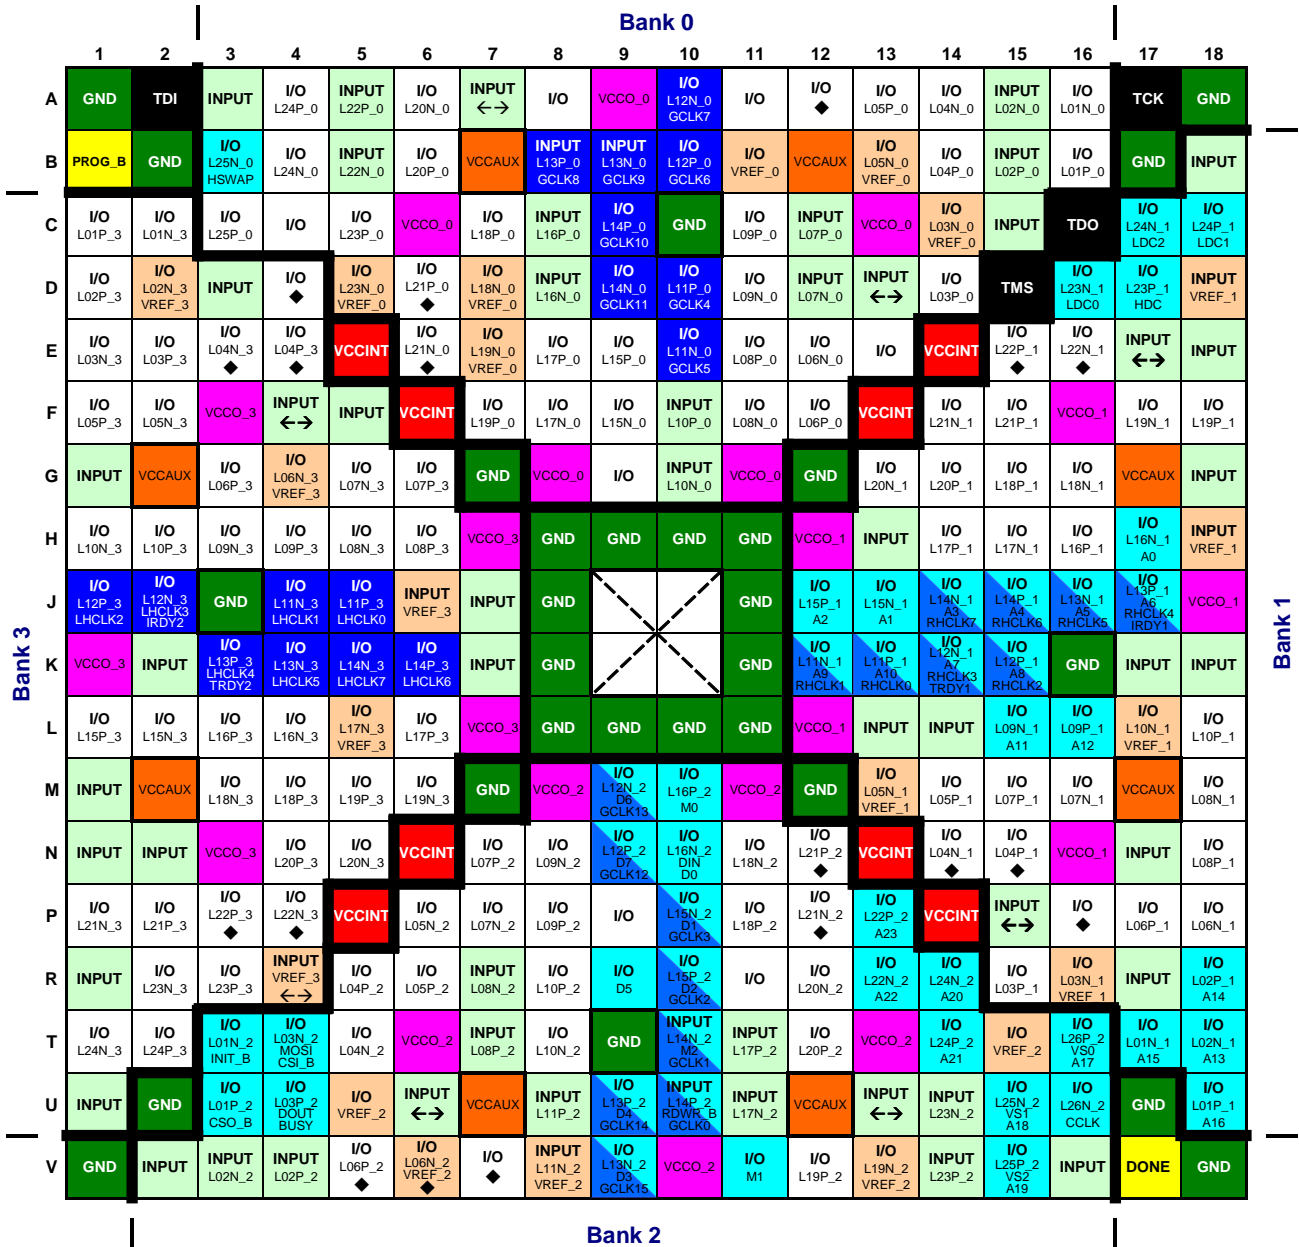 Bank 0
1 2 3 4 5 6 7 8 9 10 11 12 13 14 15 16 17 18
A GND TDI INPUT I/O L24P_0 INPUT L22P_0 I/O L20N_0 INPUT ←→ I/O VCCO_0 I/O L12N_0 GCLK7 I/O I/O ◆ I/O L05P_0 I/O L04N_0 INPUT L02N_0 I/O L01N_0 TCK GND
B PROG_B GND I/O L25N_0 HSWAP I/O L24N_0 INPUT L22N_0 I/O L20P_0 VCCAUX INPUT L13P_0 GCLK8 INPUT L13N_0 GCLK9 I/O L12P_0 GCLK6 I/O VREF_0 VCCAUX I/O L05N_0 VREF_0 I/O L04P_0 INPUT L02P_0 I/O L01P_0 GND INPUT
C I/O L01P_3 I/O L01N_3 I/O L25P_0 I/O I/O L23P_0 VCCO_0 I/O L18P_0 INPUT L16P_0 I/O L14P_0 GCLK10 GND I/O L09P_0 INPUT L07P_0 VCCO_0 I/O L03N_0 VREF_0 INPUT TDO I/O L24N_1 LDC2 I/O L24P_1 LDC1
D I/O L02P_3 I/O L02N_3 VREF_3 INPUT I/O ◆ I/O L23N_0 VREF_0 I/O L21P_0 ◆ I/O L18N_0 VREF_0 INPUT L16N_0 I/O L14N_0 GCLK11 I/O L11P_0 GCLK4 I/O L09N_0 INPUT L07N_0 INPUT ←→ I/O L03P_0 TMS I/O L23N_1 LDC0 I/O L23P_1 HDC INPUT VREF_1
E I/O L03N_3 I/O L03P_3 I/O L04N_3 ◆ I/O L04P_3 ◆ VCCINT I/O L21N_0 ◆ I/O L19N_0 VREF_0 I/O L17P_0 I/O L15P_0 I/O L11N_0 GCLK5 I/O L08P_0 I/O L06N_0 I/O VCCINT I/O L22P_1 ◆ I/O L22N_1 ◆ INPUT ←→ INPUT
F I/O L05P_3 I/O L05N_3 VCCO_3 INPUT ←→ INPUT VCCINT I/O L19P_0 I/O L17N_0 I/O L15N_0 INPUT L10P_0 I/O L08N_0 I/O L06P_0 VCCINT I/O L21N_1 I/O L21P_1 VCCO_1 I/O L19N_1 I/O L19P_1
G INPUT VCCAUX I/O L06P_3 I/O L06N_3 VREF_3 I/O L07N_3 I/O L07P_3 GND VCCO_0 I/O INPUT L10N_0 VCCO_0 GND I/O L20N_1 I/O L20P_1 I/O L18P_1 I/O L18N_1 VCCAUX INPUT
H I/O L10N_3 I/O L10P_3 I/O L09N_3 I/O L09P_3 I/O L08N_3 I/O L08P_3 VCCO_3 GND GND GND GND VCCO_1 INPUT I/O L17P_1 I/O L17N_1 I/O L16P_1 I/O L16N_1 A0 INPUT VREF_1
J I/O L12P_3 LHCLK2 I/O L12N_3 LHCLK3 IRDY2 GND I/O L11N_3 LHCLK1 I/O L11P_3 LHCLK0 INPUT VREF_3 INPUT GND GND I/O L15P_1 A2 I/O L15N_1 A1 I/O L14N_1 A3 RHCLK7 I/O L14P_1 A4 RHCLK6 I/O L13N_1 A5 RHCLK5 I/O L13P_1 A6 RHCLK4 IRDY1 VCCO_1
Bank 3
Bank 1
K VCCO_3 INPUT I/O L13P_3 LHCLK4 TRDY2 I/O L13N_3 LHCLK5 I/O L14N_3 LHCLK7 I/O L14P_3 LHCLK6 INPUT GND GND I/O L11N_1 A9 RHCLK1 I/O L11P_1 A10 RHCLK0 I/O L12N_1 A7 RHCLK3 TRDY1 I/O L12P_1 A8 RHCLK2 GND INPUT INPUT
L I/O L15P_3 I/O L15N_3 I/O L16P_3 I/O L16N_3 I/O L17N_3 VREF_3 I/O L17P_3 VCCO_3 GND GND GND GND VCCO_1 INPUT INPUT I/O L09N_1 A11 I/O L09P_1 A12 I/O L10N_1 VREF_1 I/O L10P_1
M INPUT VCCAUX I/O L18N_3 I/O L18P_3 I/O L19P_3 I/O L19N_3 GND VCCO_2 I/O L12N_2 D6 GCLK13 I/O L16P_2 M0 VCCO_2 GND I/O L05N_1 VREF_1 I/O L05P_1 I/O L07P_1 I/O L07N_1 VCCAUX I/O L08N_1
N INPUT INPUT VCCO_3 I/O L20P_3 I/O L20N_3 VCCINT I/O L07P_2 I/O L09N_2 I/O L12P_2 D7 GCLK12 I/O L16N_2 DIN D0 I/O L18N_2 I/O L21P_2 ◆ VCCINT I/O L04N_1 ◆ I/O L04P_1 ◆ VCCO_1 INPUT I/O L08P_1
P I/O L21N_3 I/O L21P_3 I/O L22P_3 ◆ I/O L22N_3 ◆ VCCINT I/O L05N_2 I/O L07N_2 I/O L09P_2 I/O I/O L15N_2 D1 GCLK3 I/O L18P_2 I/O L21N_2 ◆ I/O L22P_2 A23 VCCINT INPUT ←→ I/O ◆ I/O L06P_1 I/O L06N_1
R INPUT I/O L23N_3 I/O L23P_3 INPUT VREF_3 ←→ I/O L04P_2 I/O L05P_2 INPUT L08N_2 I/O L10P_2 I/O D5 I/O L15P_2 D2 GCLK2 I/O I/O L20N_2 I/O L22N_2 A22 I/O L24N_2 A20 I/O L03P_1 I/O L03N_1 VREF_1 INPUT I/O L02P_1 A14
T I/O L24N_3 I/O L24P_3 I/O L01N_2 INIT_B I/O L03N_2 MOSI CSI_B I/O L04N_2 VCCO_2 INPUT L08P_2 I/O L10N_2 GND INPUT L14N_2 M2 GCLK1 INPUT L17P_2 I/O L20P_2 VCCO_2 I/O L24P_2 A21 I/O VREF_2 I/O L26P_2 VS0 A17 I/O L01N_1 A15 I/O L02N_1 A13
U INPUT GND I/O L01P_2 CSO_B I/O L03P_2 DOUT BUSY I/O VREF_2 INPUT ←→ VCCAUX INPUT L11P_2 I/O L13P_2 D4 GCLK14 INPUT L14P_2 RDWR_B GCLK0 INPUT L17N_2 VCCAUX INPUT ←→ INPUT L23N_2 I/O L25N_2 VS1 A18 I/O L26N_2 CCLK GND I/O L01P_1 A16
V GND INPUT INPUT L02N_2 INPUT L02P_2 I/O L06P_2 ◆ I/O L06N_2 VREF_2 ◆ I/O ◆ INPUT L11N_2 VREF_2 I/O L13N_2 D3 GCLK15 VCCO_2 I/O M1 I/O L19P_2 I/O L19N_2 VREF_2 INPUT L23P_2 I/O L25P_2 VS2 A19 INPUT DONE GND
Bank 2